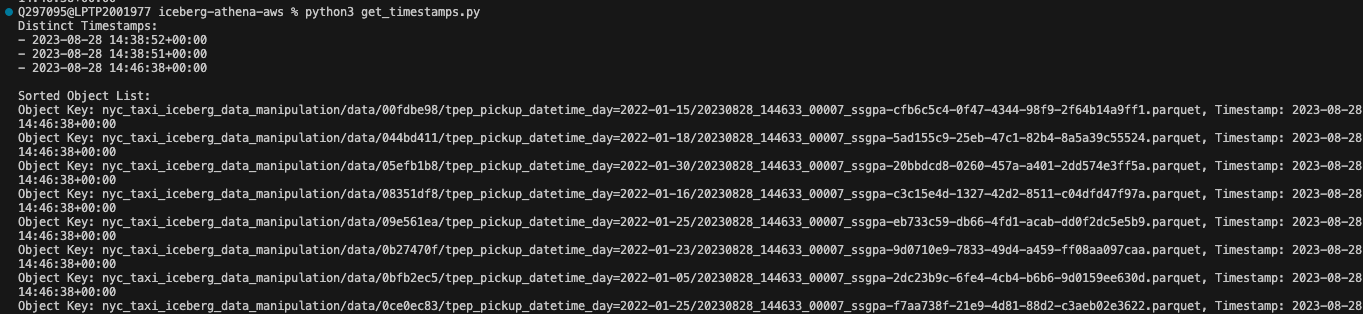 14:46:38+00:00
Q297095@LPTP2001977 iceberg-athena-aws % python3 get_timestamps.py
Distinct Timestamps:
- 2023-08-28 14:38:52+00:00
- 2023-08-28 14:38:51+00:00
- 2023-08-28 14:46:38+00:00
Sorted Object List:
Object Key: nyc_taxi_iceberg_data_manipulation/data/00fdbe98/tpep_pickup_datetime_day=2022-01-15/20230828_144633_00007_ssgpa-cfb6c5c4-0f47-4344-98f9-2f64b14a9ff1.parquet, Timestamp: 2023-08-28
14:46:38+00:00
Object Key: nyc_taxi_iceberg_data_manipulation/data/044bd411/tpep_pickup_datetime_day=2022-01-18/20230828_144633_00007_ssgpa-5ad155c9-25eb-47c1-82b4-8a5a39c55524.parquet, Timestamp: 2023-08-28
14:46:38+00:00
Object Key: nyc_taxi_iceberg_data_manipulation/data/05efb1b8/tpep_pickup_datetime_day=2022-01-30/20230828_144633_00007_ssgpa-20bbdcd8-0260-457a-a401-2dd574e3ff5a.parquet, Timestamp: 2023-08-28
14:46:38+00:00
Object Key: nyc_taxi_iceberg_data_manipulation/data/08351df8/tpep_pickup_datetime_day=2022-01-16/20230828_144633_00007_ssgpa-c3c15e4d-1327-42d2-8511-c04dfd47f97a.parquet, Timestamp: 2023-08-28
14:46:38+00:00
Object Key: nyc_taxi_iceberg_data_manipulation/data/09e561ea/tpep_pickup_datetime_day=2022-01-25/20230828_144633_00007_ssgpa-eb733c59-db66-4fd1-acab-dd0f2dc5e5b9.parquet, Timestamp: 2023-08-28
14:46:38+00:00
Object Key: nyc_taxi_iceberg_data_manipulation/data/0b27470f/tpep_pickup_datetime_day=2022-01-23/20230828_144633_00007_ssgpa-9d0710e9-7833-49d4-a459-ff08aa097caa.parquet, Timestamp: 2023-08-28
14:46:38+00:00
Object Key: nyc_taxi_iceberg_data_manipulation/data/0bfb2ec5/tpep_pickup_datetime_day=2022-01-05/20230828_144633_00007_ssgpa-2dc23b9c-6fe4-4cb4-b6b6-9d0159ee630d.parquet, Timestamp: 2023-08-28
14:46:38+00:00
Object Key: nyc_taxi_iceberg_data_manipulation/data/0ce0ec83/tpep_pickup_datetime_day=2022-01-25/20230828_144633_00007_ssgpa-f7aa738f-21e9-4d81-88d2-c3aeb02e3622.parquet, Timestamp: 2023-08-28